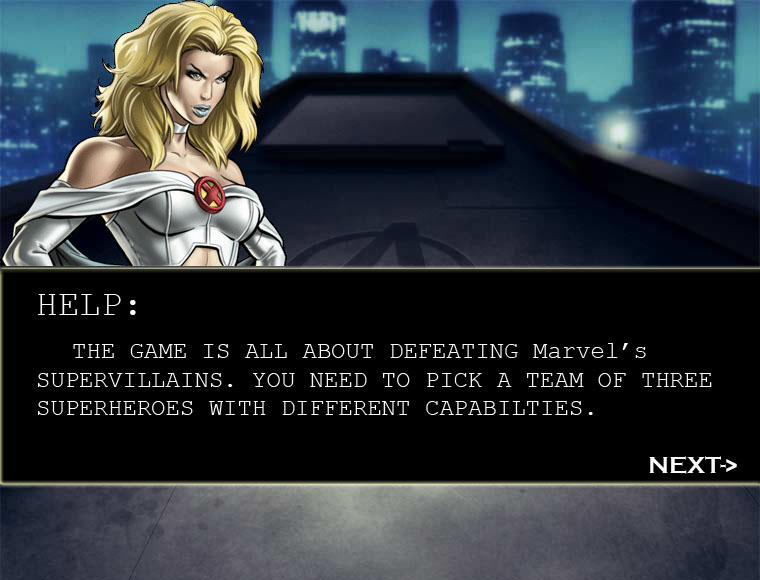 HELP:
THE GAME IS ALL ABOUT DEFEATING Marvel's
SUPERVILLAINS. YOU NEED TO PICK A TEAM OF THREE
SUPERHEROES WITH DIFFERENT CAPABILTIES.
NEXT->